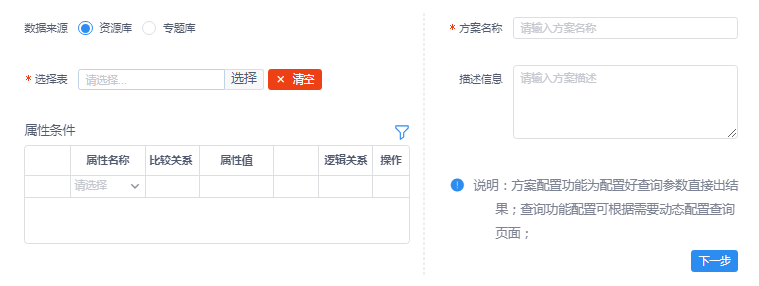 数据来源 资源库 专题库
* 选择表 请选择... 选择 × 清空
属性条件
属性名称 比较关系 属性值 逻辑关系 操作
请选择
* 方案名称 请输入方案名称
描述信息 请输入方案描述
说明：方案配置功能为配置好查询参数直接出结
果；查询功能配置可根据需要动态配置查询
页面；
下一步